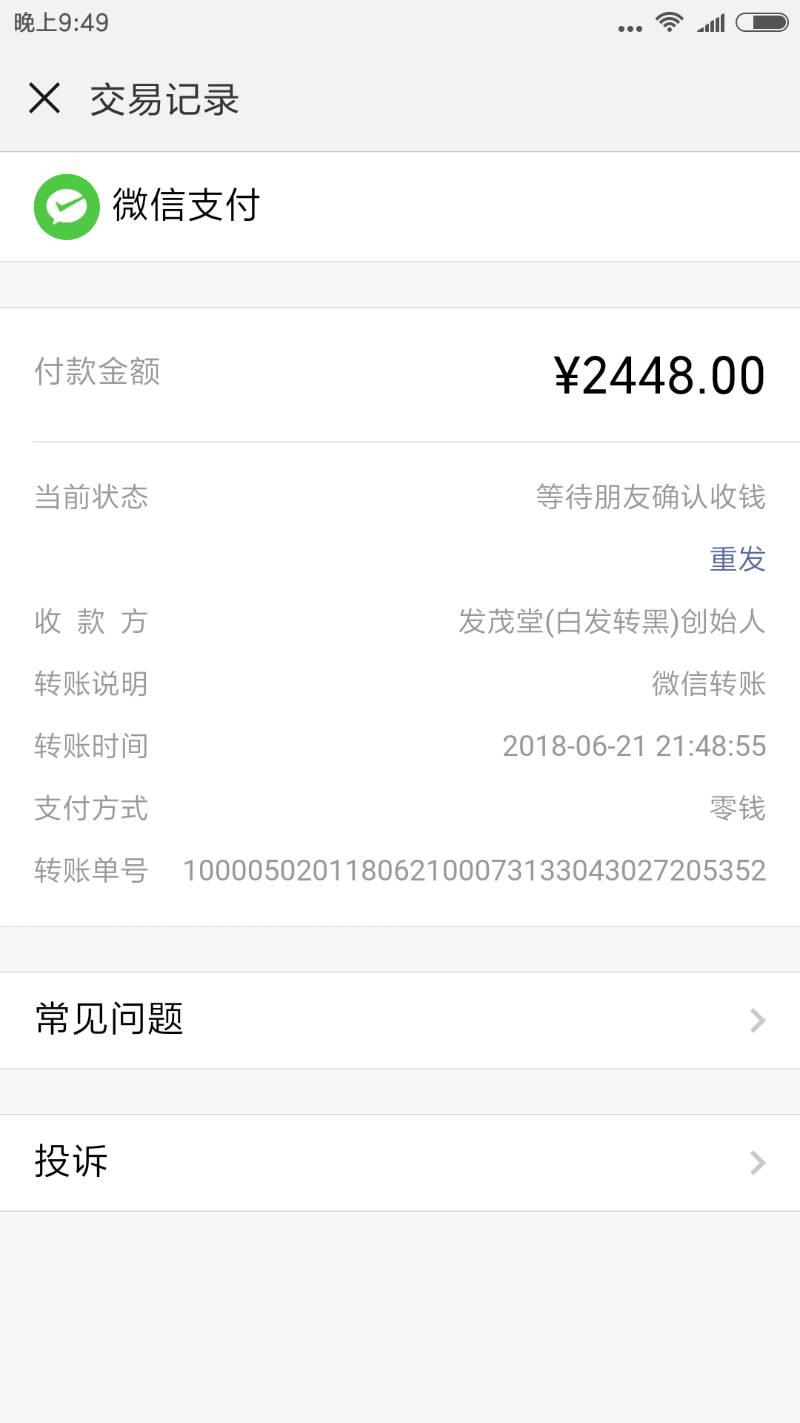 晚上9:49
交易记录
微信支付
付款金额 ¥2448.00
当前状态 等待朋友确认收钱
重发
收款方 发茂堂(白发转黑)创始人
转账说明 微信转账
转账时间 2018-06-21 21:48:55
支付方式 零钱
转账单号 100005020118062100073133043027205352
常见问题
投诉